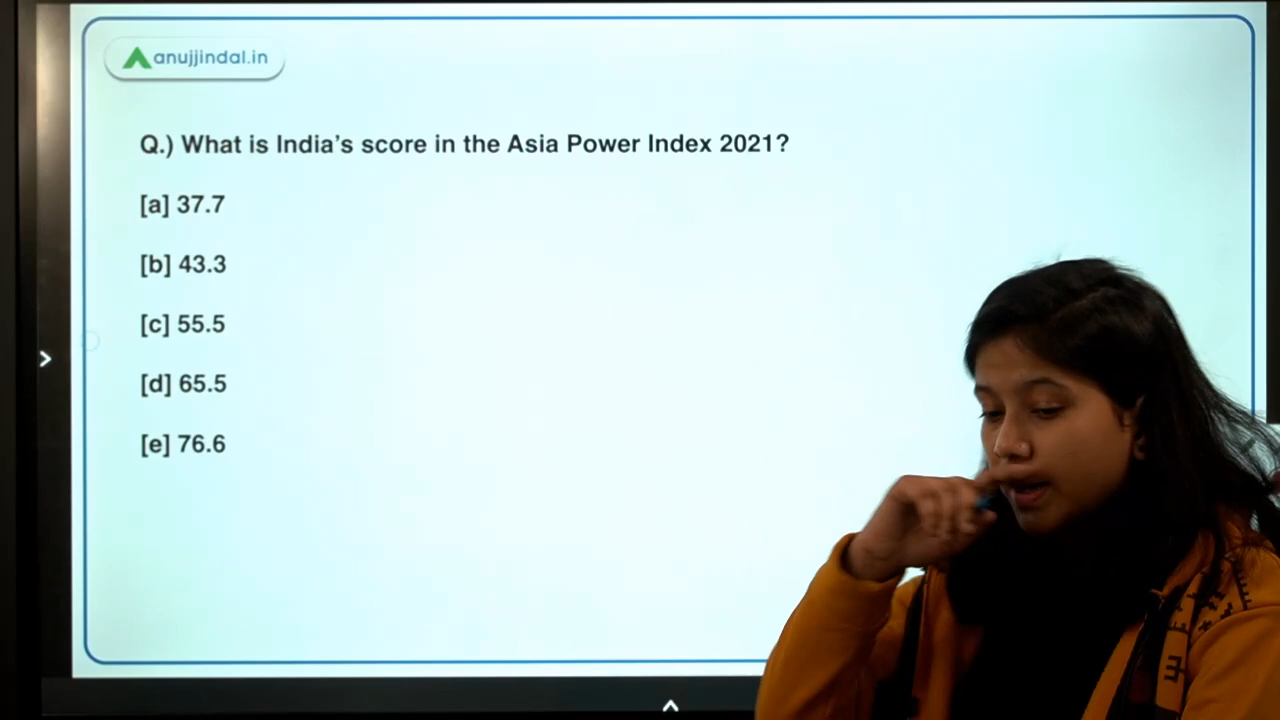 anujjindal.in
Q.) What is India's score in the Asia Power Index 2021?
[a] 37.7
[b] 43.3
[c] 55.5
[d] 65.5
[e] 76.6